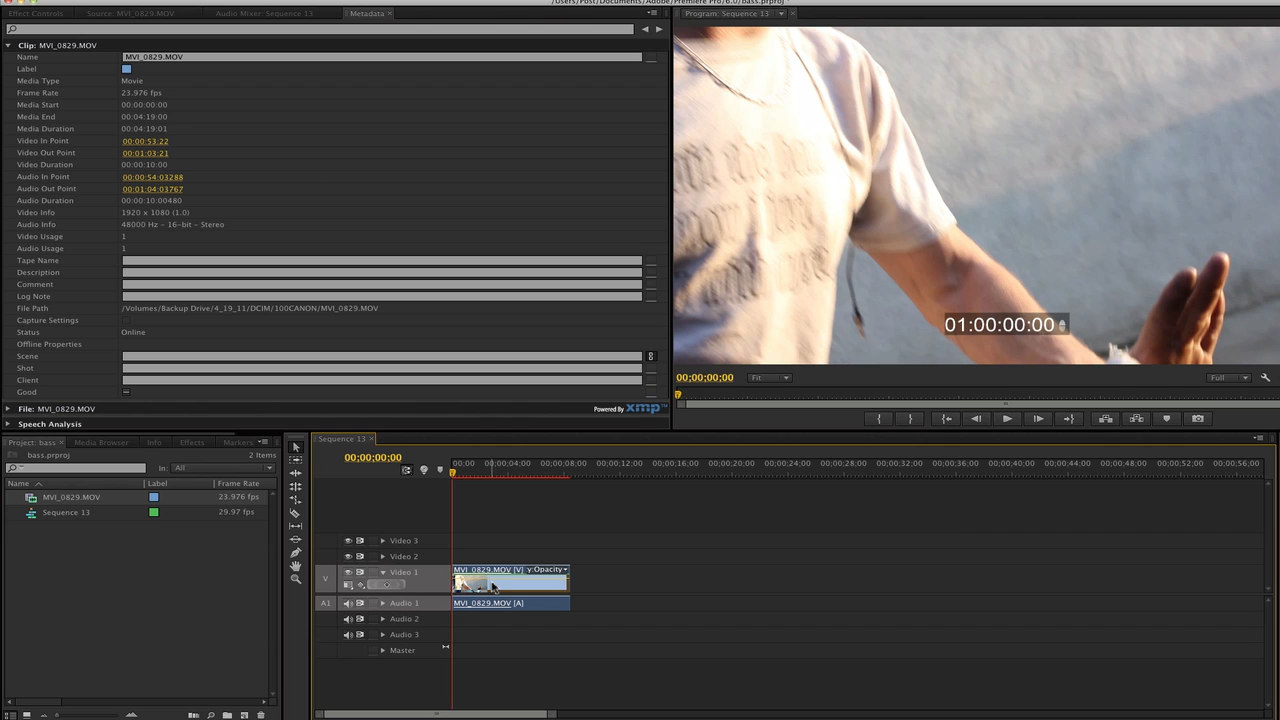 /Users/Post/Documents/Adobe/Premiere Pro/6.0/bass.prproj
Effect Controls
Source: MVI_0829.MOV
Audio Mixer: Sequence 13
Metadata
Clip: MVI_0829.MOV
Name MVI_0829.MOV
Label
Media Type Movie
Frame Rate 23.976 fps
Media Start 00:00:00:00
Media End 00:04:19:00
Media Duration 00:04:19:01
Video In Point 00:00:53:22
Video Out Point 00:01:03:21
Video Duration 00:00:10:00
Audio In Point 00:00:54:03288
Audio Out Point 00:01:04:03767
Audio Duration 00:00:10:00480
Video Info 1920 x 1080 (1.0)
Audio Info 48000 Hz - 16-bit - Stereo
Video Usage 1
Audio Usage 1
Tape Name
Description
Comment
Log Note
File Path /Volumes/Backup Drive/4_19_11/DCIM/100CANON/MVI_0829.MOV
Capture Settings
Status Online
Offline Properties
Scene
Shot
Client
Good
File: MVI_0829.MOV Powered By xmp™
Speech Analysis
Program: Sequence 13
01:00:00:00
00;00;00;00 Fit Full
Project: bass Media Browser Info Effects Markers
bass.prproj 2 Items
In: All
Name Label Frame Rate
MVI_0829.MOV 23.976 fps
Sequence 13 29.97 fps
Sequence 13
00;00;00;00
00;00 00;00;04;00 00;00;08;00 00;00;12;00 00;00;16;00 00;00;20;00 00;00;24;00 00;00;28;00 00;00;32;00 00;00;36;00 00;00;40;00 00;00;44;00 00;00;48;00 00;00;52;00 00;00;56;00
Video 3
Video 2
V Video 1 MVI_0829.MOV [V] y:Opacity
A1 Audio 1 MVI_0829.MOV [A]
Audio 2
Audio 3
Master